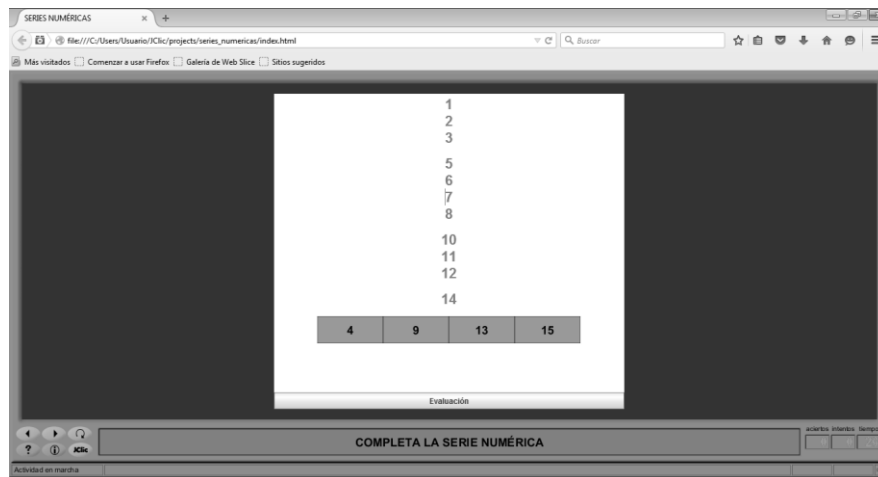 SERIES NUMÉRICAS × +
file:///C:/Users/Usuario/JClic/projects/series_numericas/index.html
Buscar
Más visitados Comenzar a usar Firefox Galería de Web Slice Sitios sugeridos
1
2
3
5
6
7
8
10
11
12
14
4 9 13 15
Evaluación
COMPLETA LA SERIE NUMÉRICA
aciertos intentos tiempo
? i JClic
Actividad en marcha